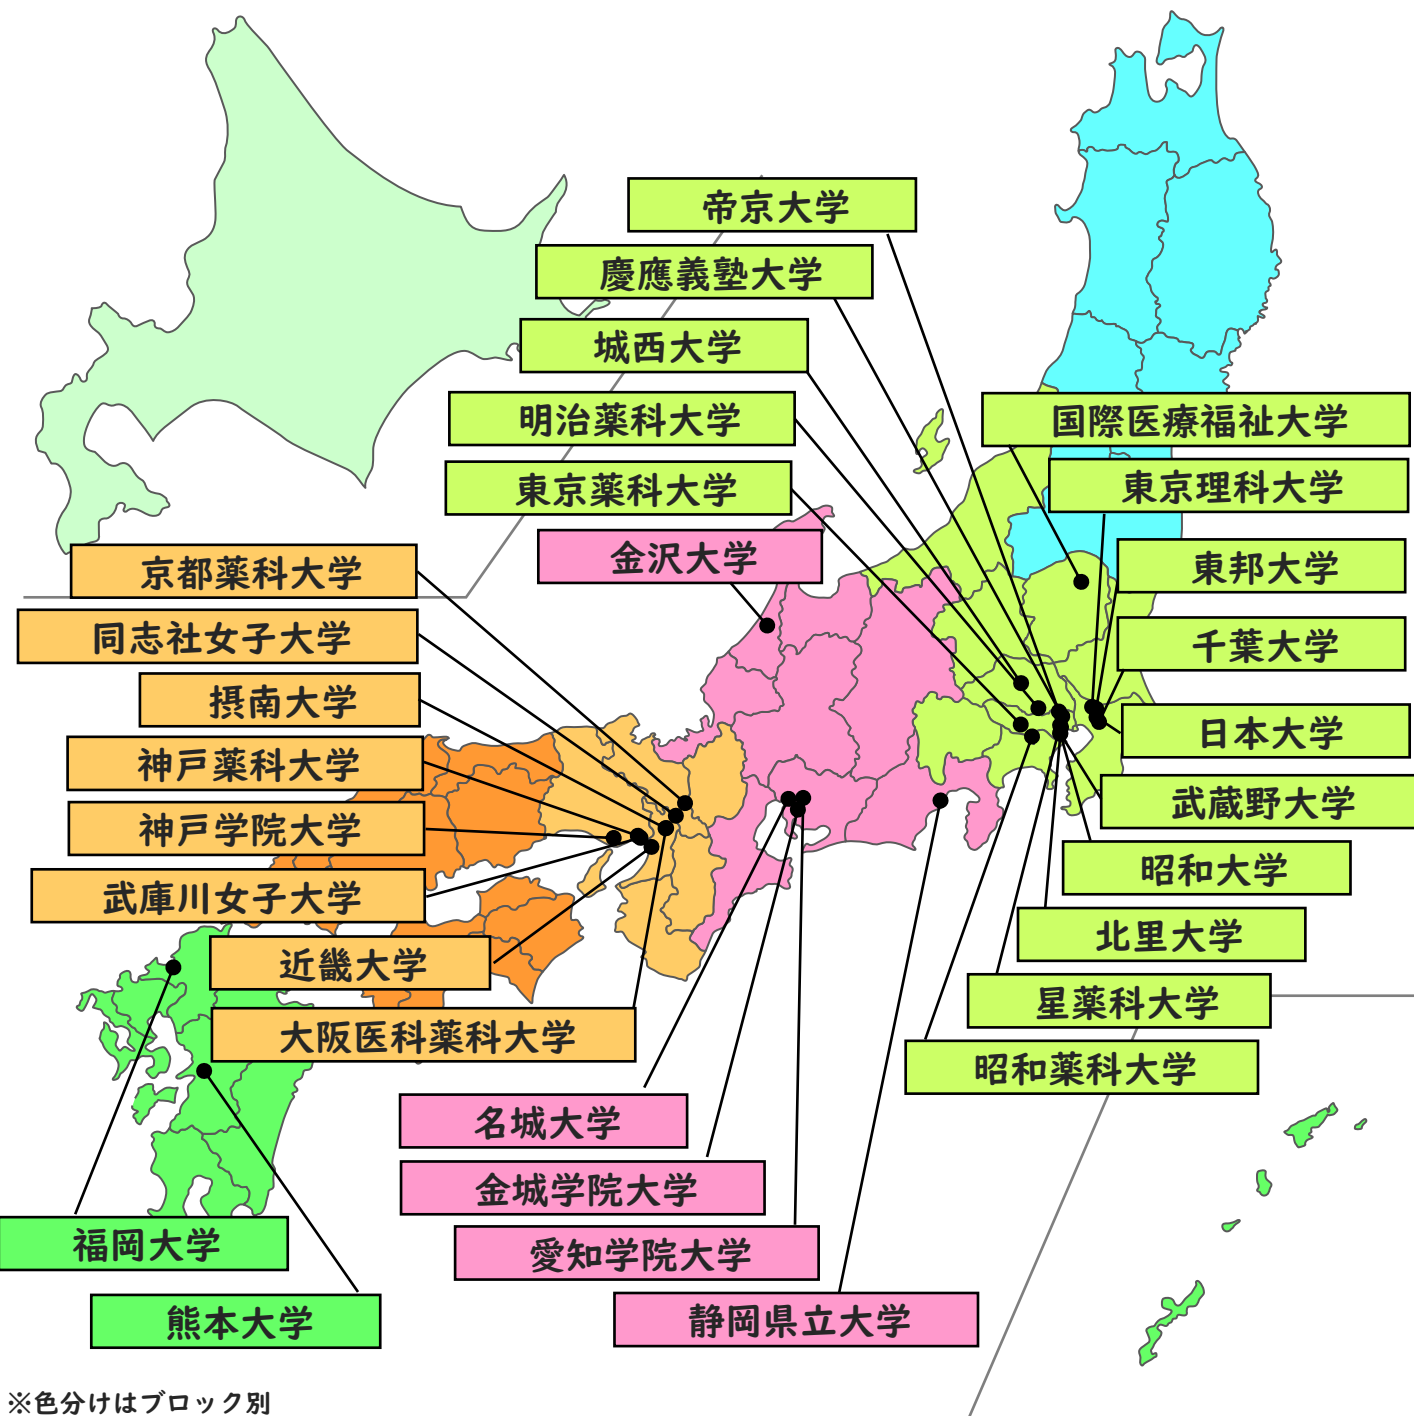 帝京大学
慶應義塾大学
城西大学
明治薬科大学
国際医療福祉大学
東京薬科大学
東京理科大学
金沢大学
東邦大学
京都薬科大学
同志社女子大学
千葉大学
摂南大学
日本大学
神戸薬科大学
武蔵野大学
神戸学院大学
昭和大学
武庫川女子大学
北里大学
近畿大学
星薬科大学
大阪医科薬科大学
昭和薬科大学
名城大学
金城学院大学
福岡大学
愛知学院大学
熊本大学
静岡県立大学
※色分けはブロック別